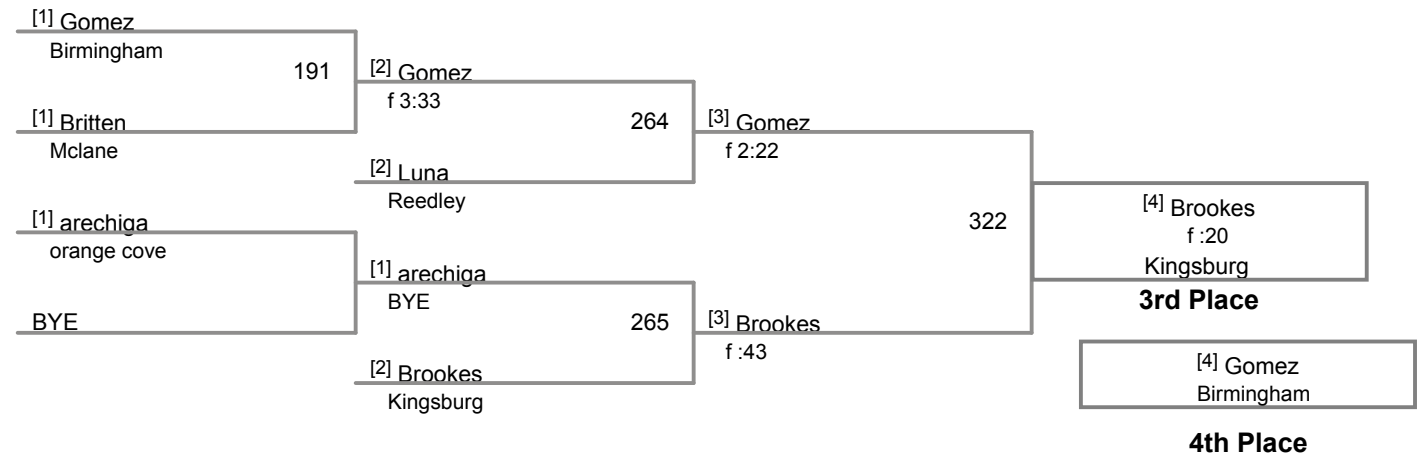 [1] Gomez
Birmingham
191
[1] Britten
Mclane
[1] arechiga
orange cove
BYE
[2] Gomez
f 3:33
264
[2] Luna
Reedley
[1] arechiga
BYE
265
[2] Brookes
Kingsburg
[3] Gomez
f 2:22
322
[3] Brookes
f :43
[4] Brookes
f :20
Kingsburg
3rd Place
[4] Gomez
Birmingham
4th Place